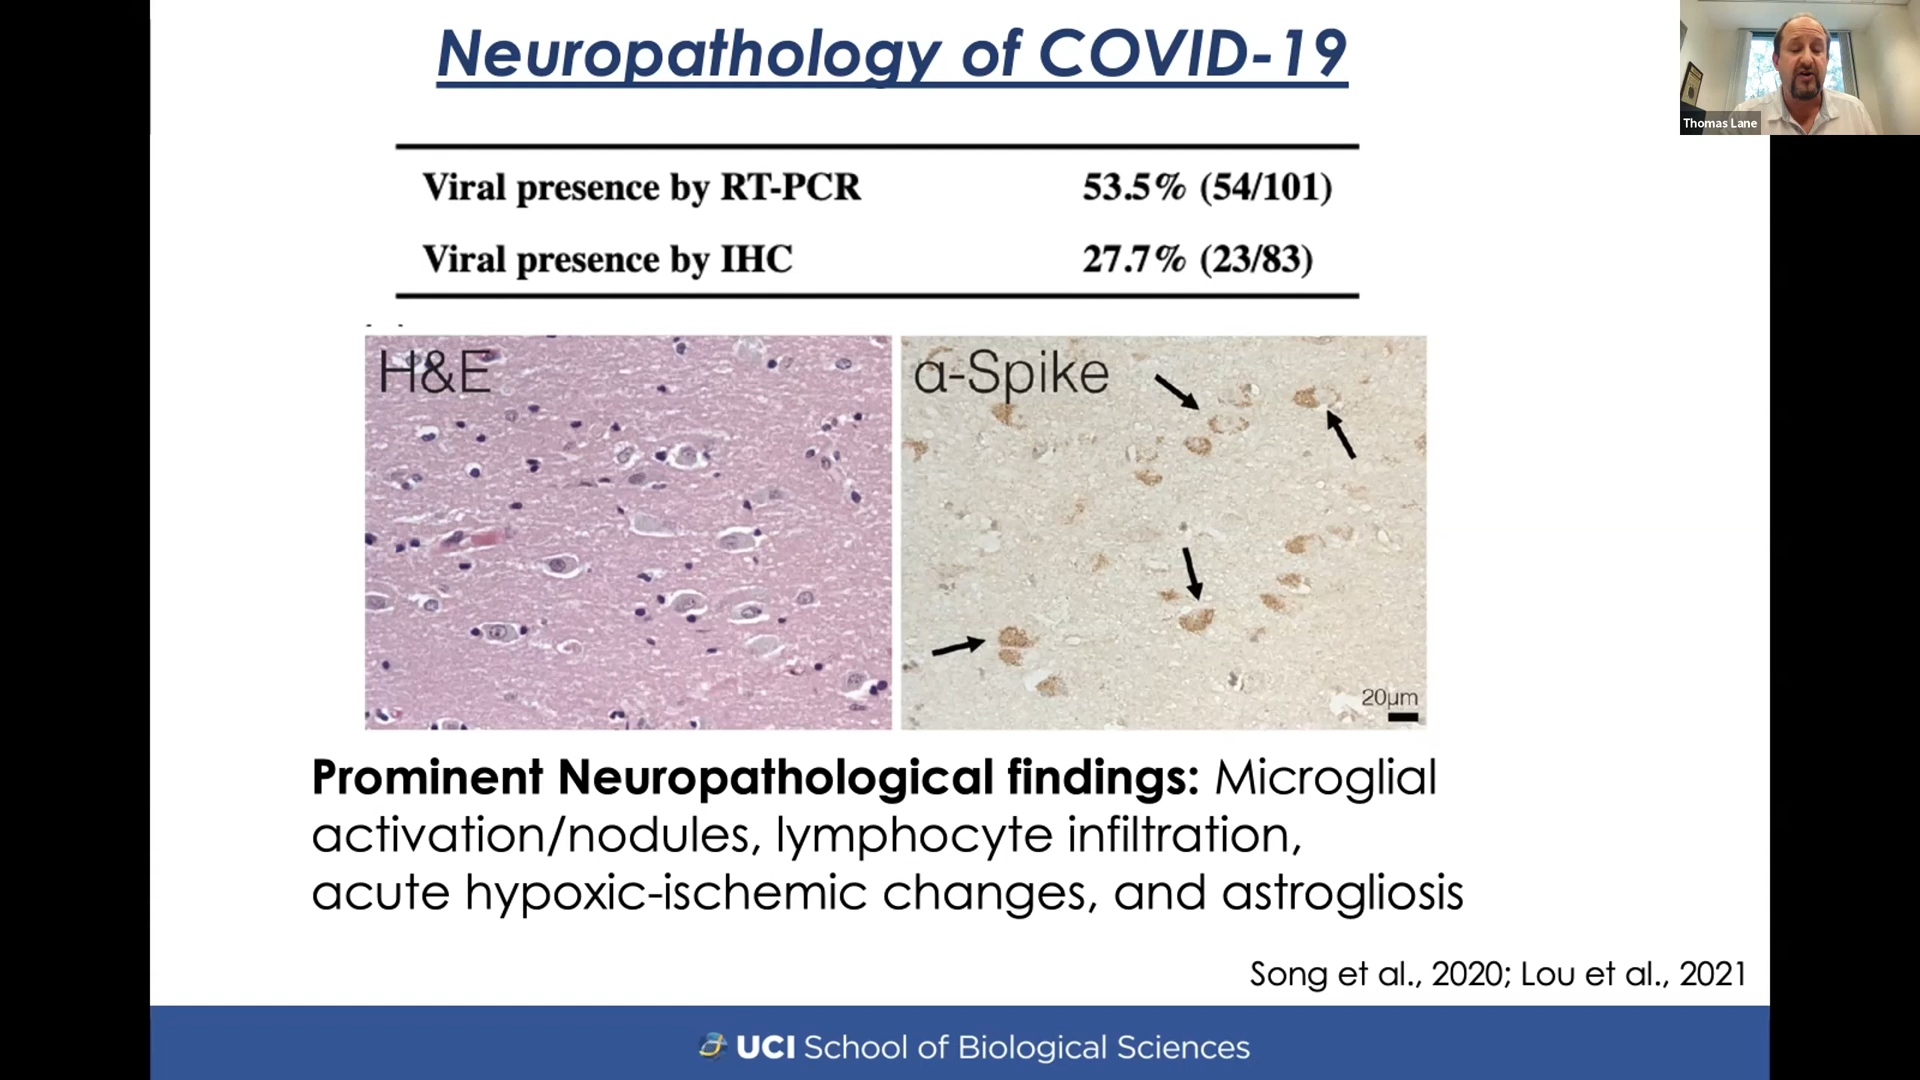 Neuropathology of COVID-19
Thomas Lane
Viral presence by RT-PCR 53.5% (54/101)
Viral presence by IHC 27.7% (23/83)
H&E
α-Spike
20µm
Prominent Neuropathological findings: Microglial
activation/nodules, lymphocyte infiltration,
acute hypoxic-ischemic changes, and astrogliosis
Song et al., 2020; Lou et al., 2021
UCI School of Biological Sciences